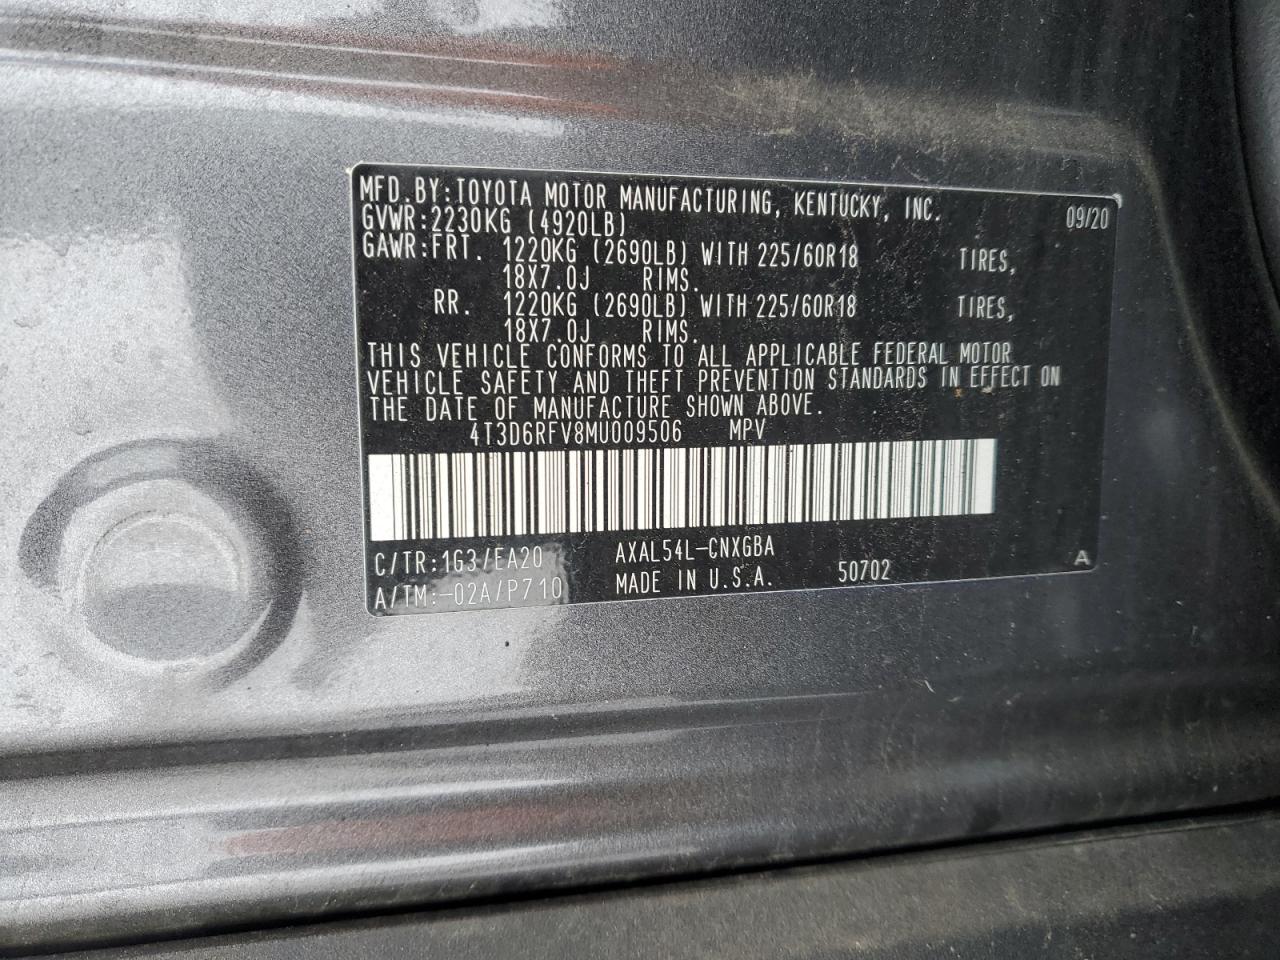 MFD.BY:TOYOTA MOTOR MANUFACTURING, KENTUCKY, INC. 09/20
GVWR:2230KG (4920LB)
GAWR:FRT. 1220KG (2690LB) WITH 225/60R18 TIRES,
18X7.0J RIMS.
RR. 1220KG (2690LB) WITH 225/60R18 TIRES,
18X7.0J RIMS.
THIS VEHICLE CONFORMS TO ALL APPLICABLE FEDERAL MOTOR
VEHICLE SAFETY AND THEFT PREVENTION STANDARDS IN EFFECT ON
THE DATE OF MANUFACTURE SHOWN ABOVE.
4T3D6RFV8MU009506 MPV
C/TR:1G3/EA20 AXAL54L-CNXGBA
A/TM:-02A/P710 MADE IN U.S.A. 50702 A